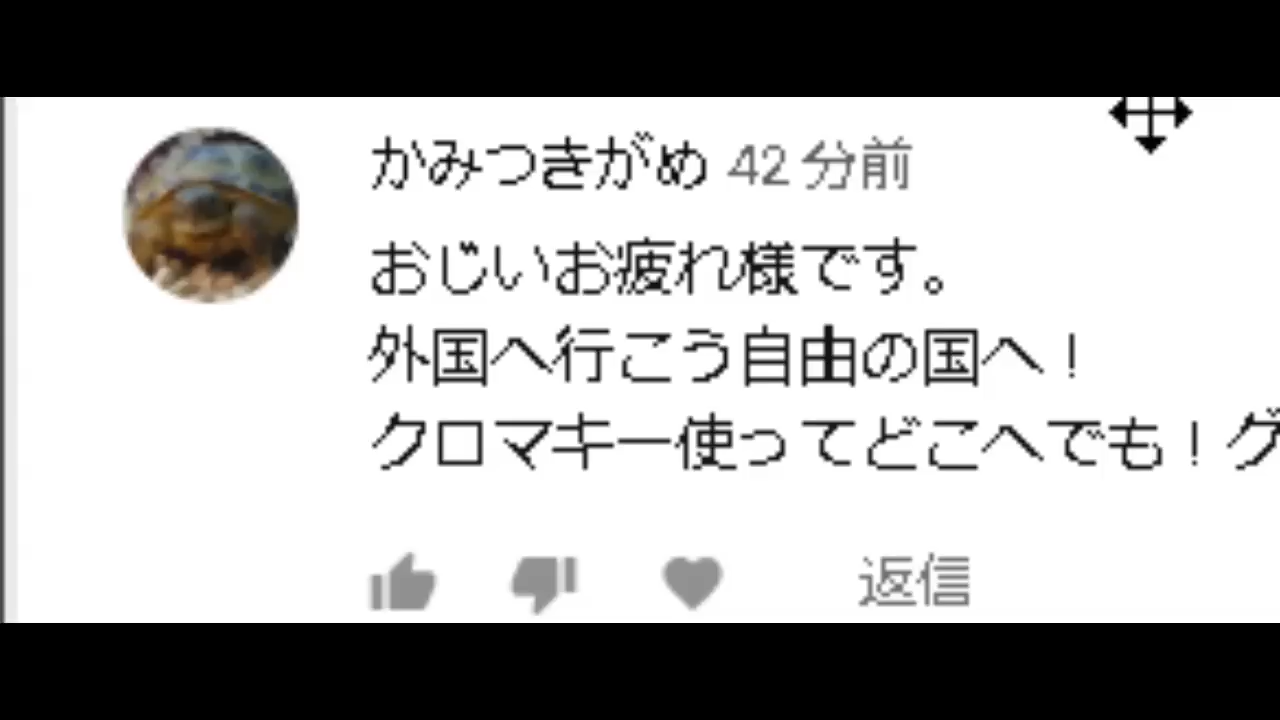 かみつきがめ 42 分前
おじいお疲れ様です。
外国へ行こう自由の国へ！
クロマキー使ってどこへでも！グ
返信